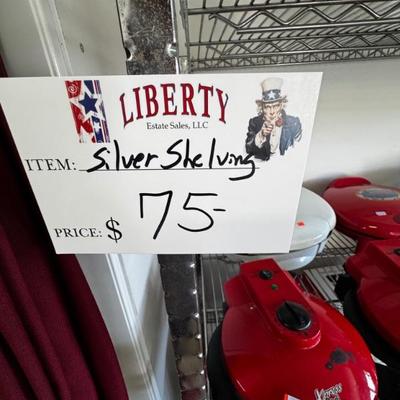 LIBERTY
Estate Sales, LLC
ITEM: Silver Shelving
PRICE: $ 75-